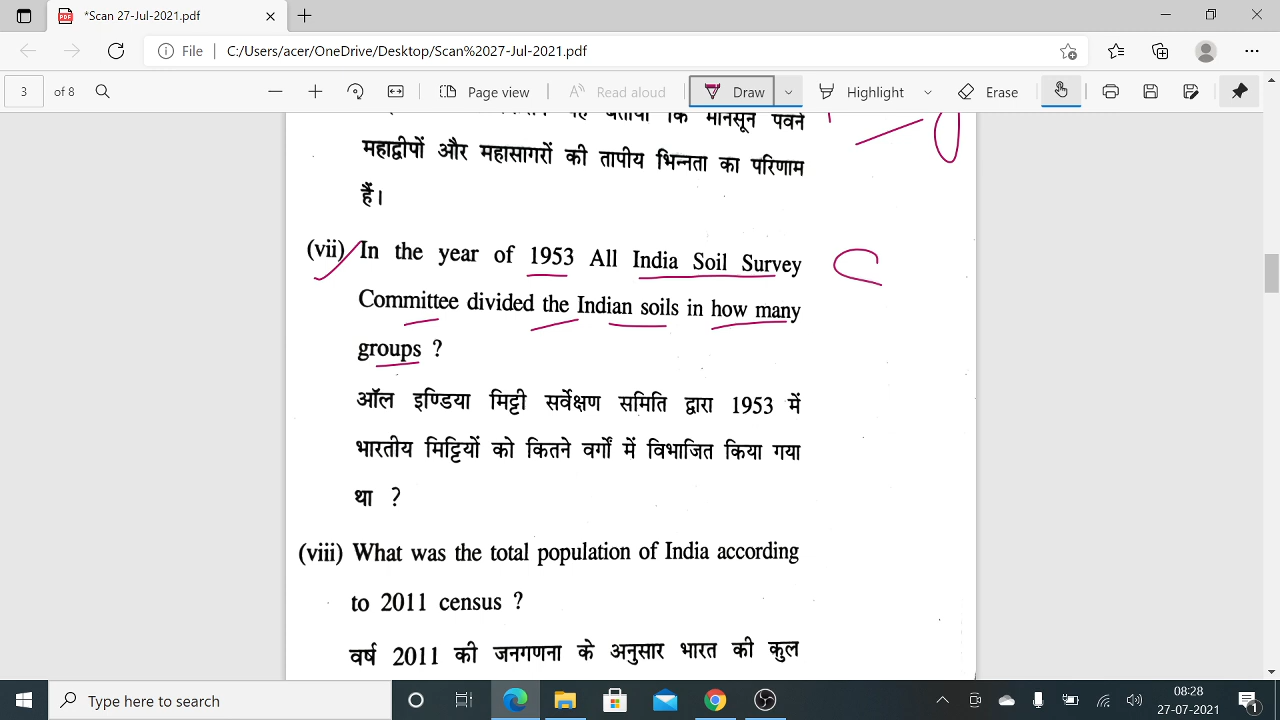 *Scan 27-Jul-2021.pdf
File C:/Users/acer/OneDrive/Desktop/Scan%2027-Jul-2021.pdf
3 of 8 Page view Read aloud Draw Highlight Erase
कि मानसून पवनें
महाद्वीपों और महासागरों की तापीय भिन्नता का परिणाम
हैं।
(vii) In the year of 1953 All India Soil Survey
Committee divided the Indian soils in how many
groups ?
ऑल इण्डिया मिट्टी सर्वेक्षण समिति द्वारा 1953 में
भारतीय मिट्टियों को कितने वर्गों में विभाजित किया गया
था ?
(viii) What was the total population of India according
to 2011 census ?
वर्ष 2011 की जनगणना के अनुसार भारत की कुल
Type here to search
08:28
27-07-2021
1